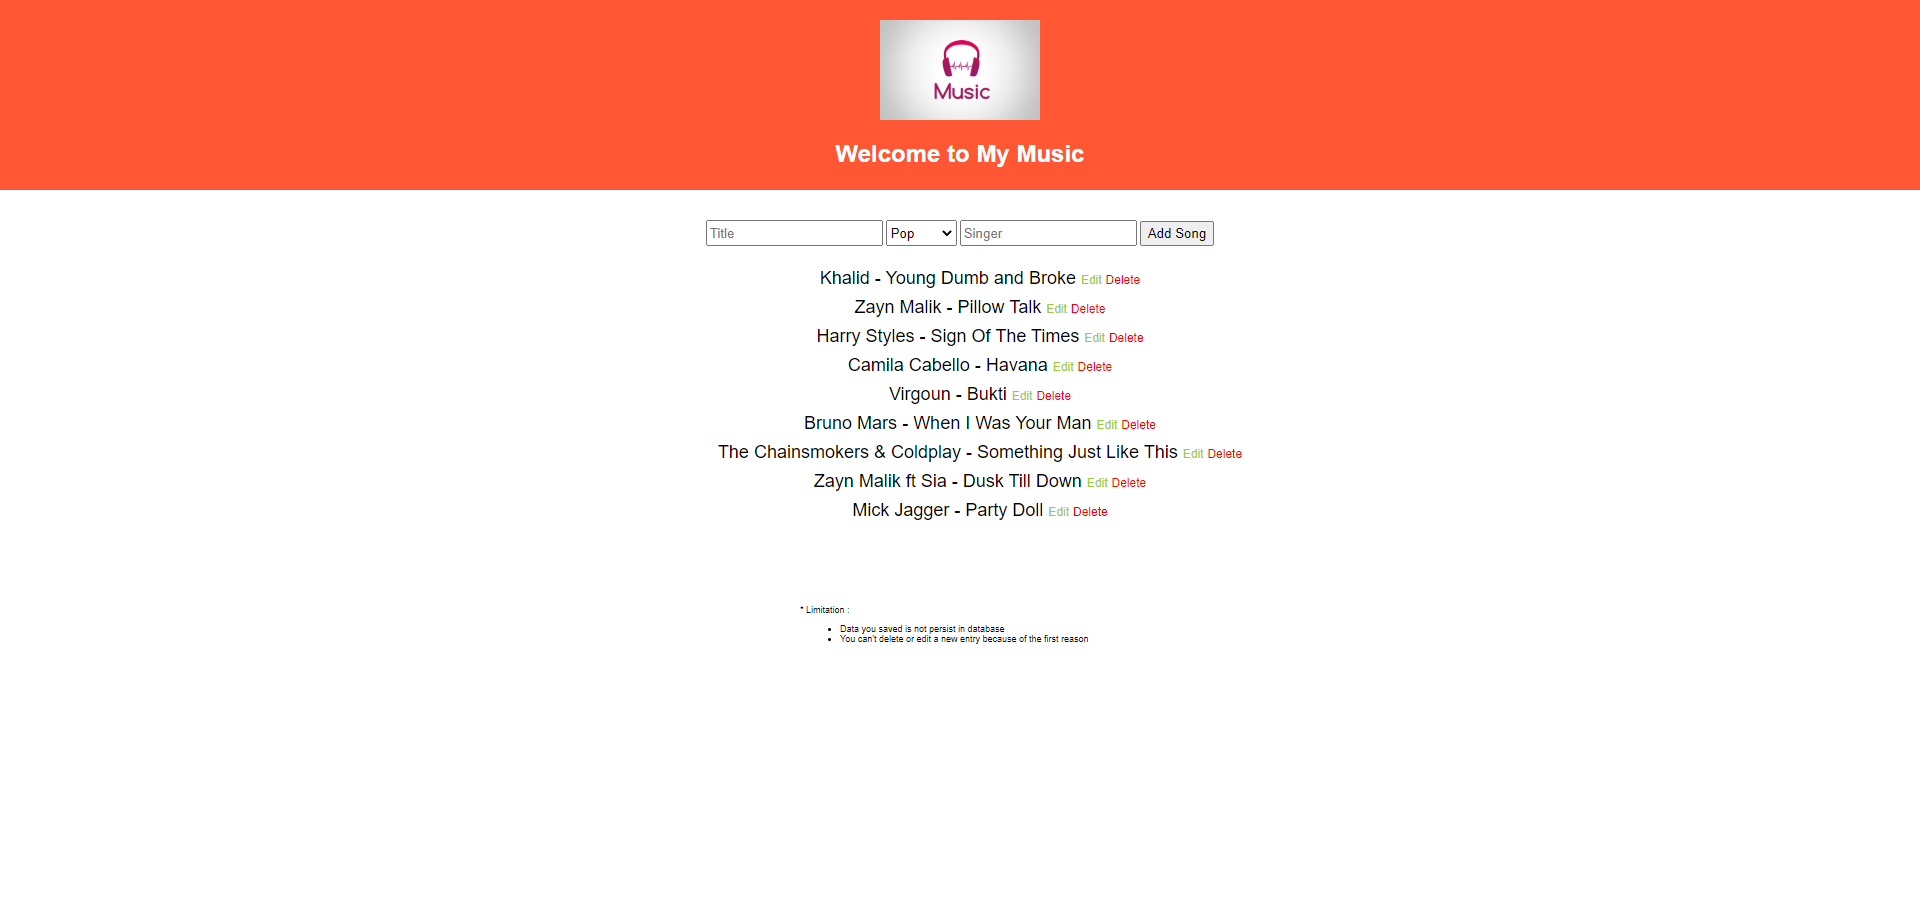 Music
Welcome to My Music
Title Pop Singer Add Song
Khalid - Young Dumb and Broke Edit Delete
Zayn Malik - Pillow Talk Edit Delete
Harry Styles - Sign Of The Times Edit Delete
Camila Cabello - Havana Edit Delete
Virgoun - Bukti Edit Delete
Bruno Mars - When I Was Your Man Edit Delete
The Chainsmokers & Coldplay - Something Just Like This Edit Delete
Zayn Malik ft Sia - Dusk Till Down Edit Delete
Mick Jagger - Party Doll Edit Delete
* Limitation :
• Data you saved is not persist in database
• You can't delete or edit a new entry because of the first reason